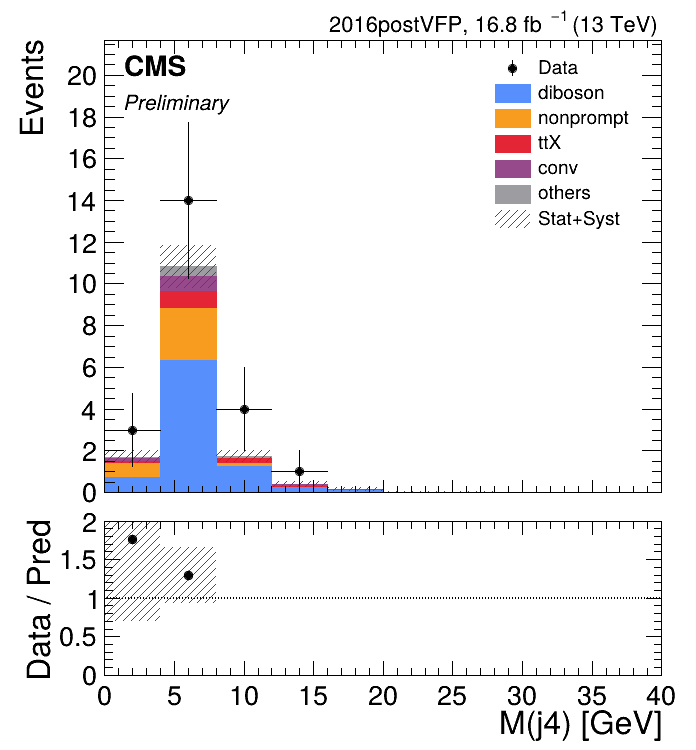 2016postVFP, 16.8 fb⁻¹ (13 TeV)
CMS
Preliminary
Events
20
18
16
14
12
10
8
6
4
2
0
Data
diboson
nonprompt
ttX
conv
others
Stat+Syst
Data / Pred
2
1.5
1
0.5
0
0 5 10 15 20 25 30 35 40
M(j4) [GeV]